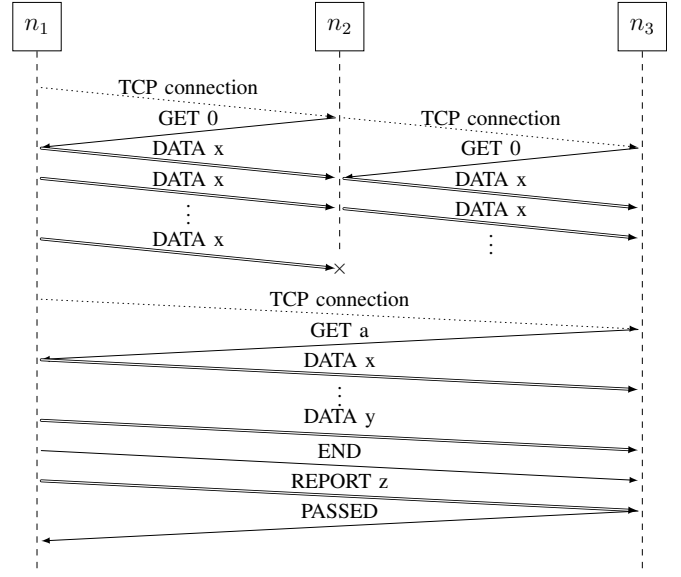 n1 n2 n3
TCP connection
GET 0 TCP connection
DATA x GET 0
DATA x DATA x
⋮ DATA x
DATA x ⋮
×
TCP connection
GET a
DATA x
⋮
DATA y
END
REPORT z
PASSED